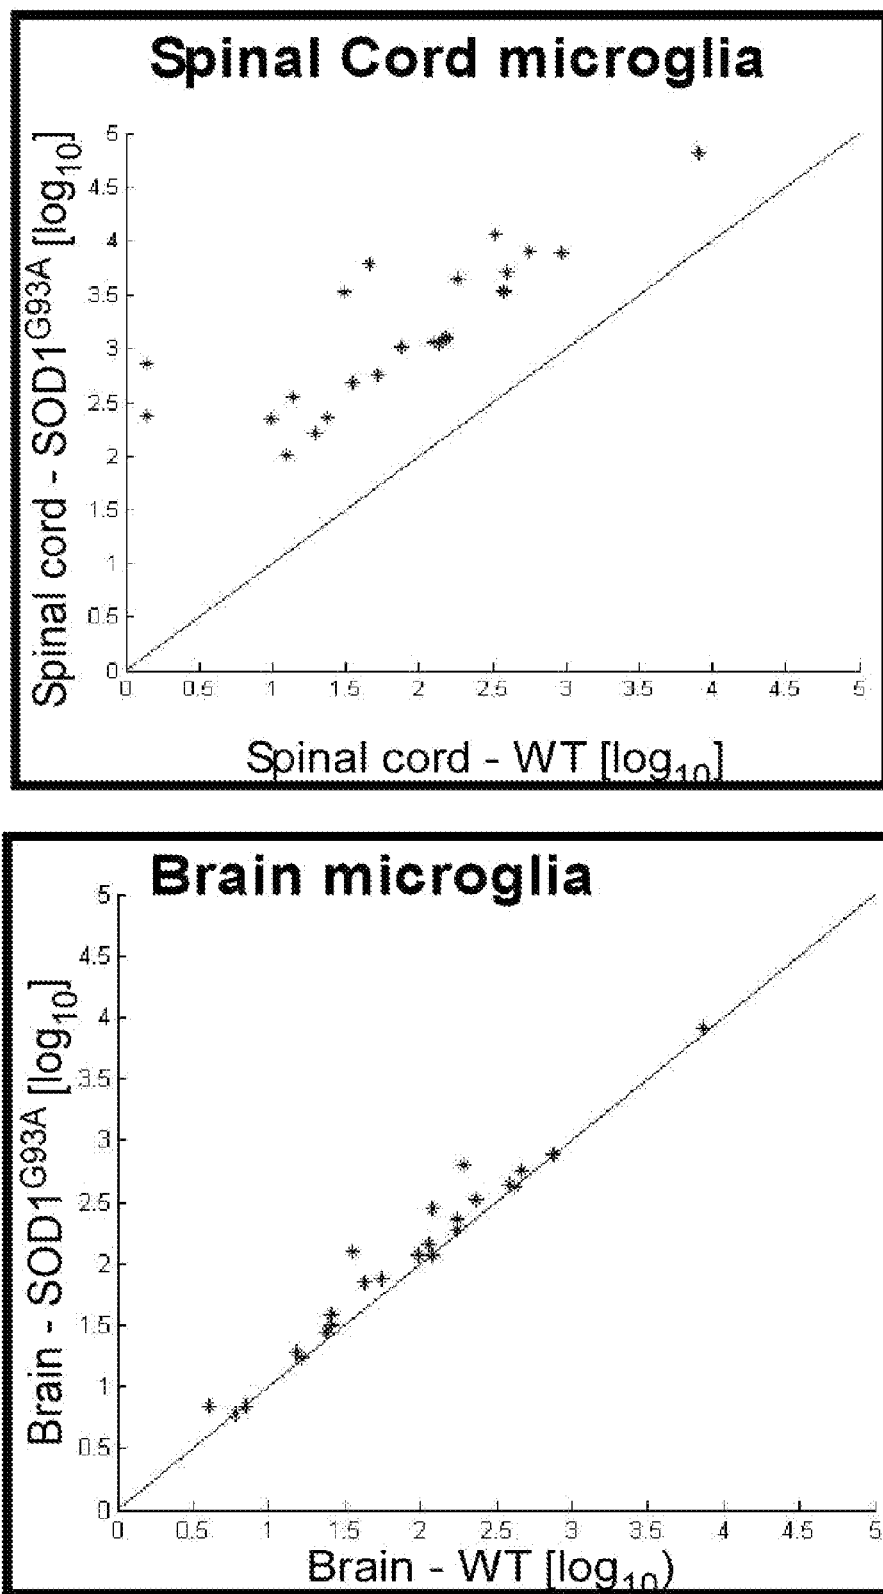 Spinal Cord microglia
Spinal cord - SOD1G93A [log10]
5
4.5
4
3.5
3
2.5
2
1.5
1
0.5
0
0 0.5 1 1.5 2 2.5 3 3.5 4 4.5 5
Spinal cord - WT [log10]
Brain microglia
Brain - SOD1G93A [log10]
5
4.5
4
3.5
3
2.5
2
1.5
1
0.5
0
0 0.5 1 1.5 2 2.5 3 3.5 4 4.5 5
Brain - WT [log10)